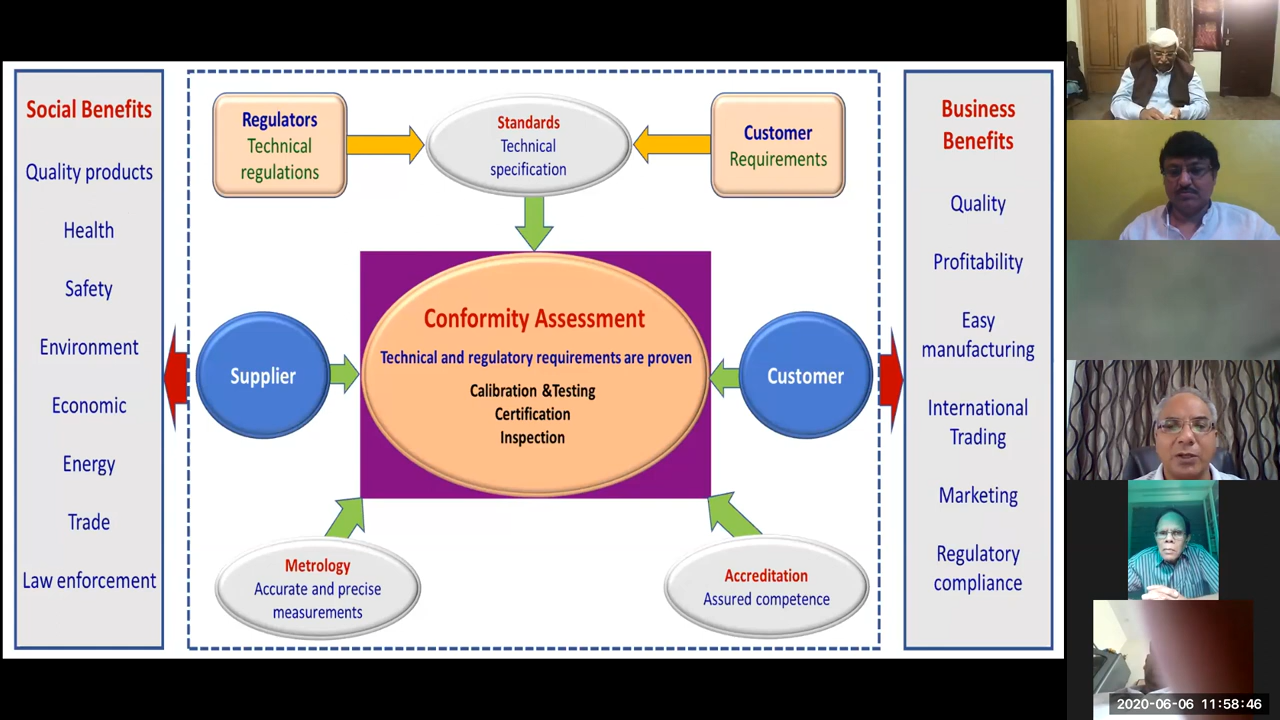 Social Benefits
Quality products
Health
Safety
Environment
Economic
Energy
Trade
Law enforcement
Regulators
Technical
regulations
Standards
Technical
specification
Customer
Requirements
Supplier
Conformity Assessment
Technical and regulatory requirements are proven
Calibration &Testing
Certification
Inspection
Customer
Metrology
Accurate and precise
measurements
Accreditation
Assured competence
Business
Benefits
Quality
Profitability
Easy
manufacturing
International
Trading
Marketing
Regulatory
compliance
2020-06-06 11:58:46